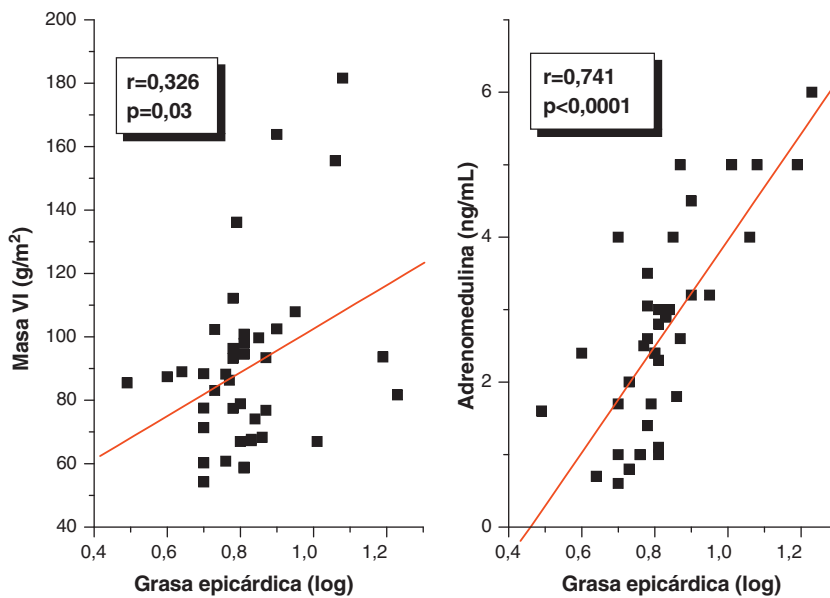 200
180
160
140
120
100
80
60
40
0,4
0,6
0,8
1,0
1,2
Masa VI (g/m²)
Grasa epicárdica (log)
r=0,326
p=0,03
6
4
2
0
0,4
0,6
0,8
1,0
1,2
Adrenomedulina (ng/mL)
Grasa epicárdica (log)
r=0,741
p<0,0001